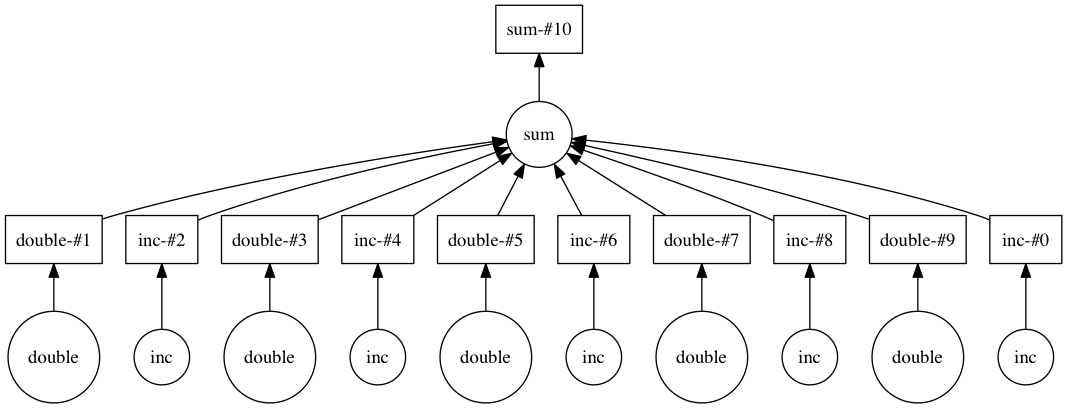 sum-#10
sum
double-#1
inc-#2
double-#3
inc-#4
double-#5
inc-#6
double-#7
inc-#8
double-#9
inc-#0
double
inc
double
inc
double
inc
double
inc
double
inc